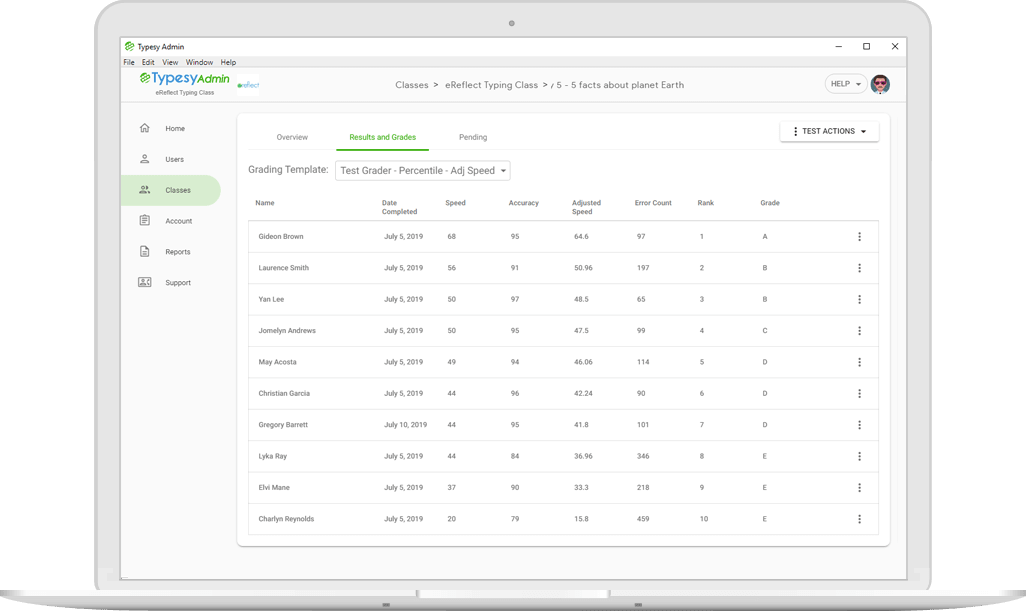 Typesy Admin
File Edit View Window Help
TypesyAdmin
eReflect Typing Class
eReflect
Classes > eReflect Typing Class > / 5 - 5 facts about planet Earth
HELP
Home
Users
Classes
Account
Reports
Support
Overview Results and Grades Pending
TEST ACTIONS
Grading Template: Test Grader - Percentile - Adj Speed
Name Date Completed Speed Accuracy Adjusted Speed Error Count Rank Grade
Gideon Brown July 5, 2019 68 95 64.6 97 1 A
Laurence Smith July 5, 2019 56 91 50.96 197 2 B
Yan Lee July 5, 2019 50 97 48.5 65 3 B
Jomelyn Andrews July 5, 2019 50 95 47.5 99 4 C
May Acosta July 5, 2019 49 94 46.06 114 5 D
Christian Garcia July 5, 2019 44 96 42.24 90 6 D
Gregory Barrett July 10, 2019 44 95 41.8 101 7 D
Lyka Ray July 5, 2019 44 84 36.96 346 8 E
Elvi Mane July 5, 2019 37 90 33.3 218 9 E
Charlyn Reynolds July 5, 2019 20 79 15.8 459 10 E